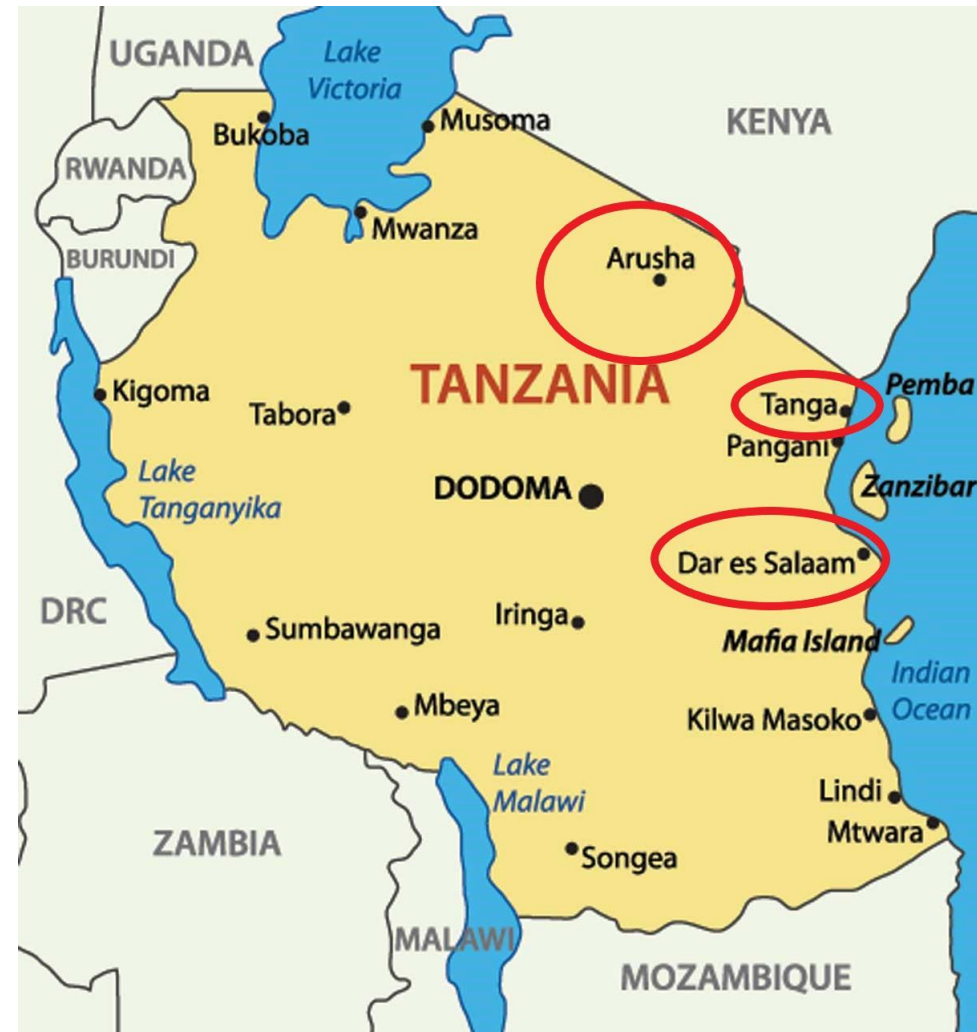 UGANDA
Lake
Victoria
KENYA
Bukoba
Musoma
RWANDA
Mwanza
BURUNDI
Arusha
TANZANIA
Kigoma
Tabora
Tanga
Pemba
Pangani
Lake
Tanganyika
DODOMA
Zanzibar
Dar es Salaam
DRC
Sumbawanga
Iringa
Mafia Island
Indian
Ocean
Mbeya
Kilwa Masoko
Lake
Malawi
Lindi
Mtwara
ZAMBIA
Songea
MALAWI
MOZAMBIQUE